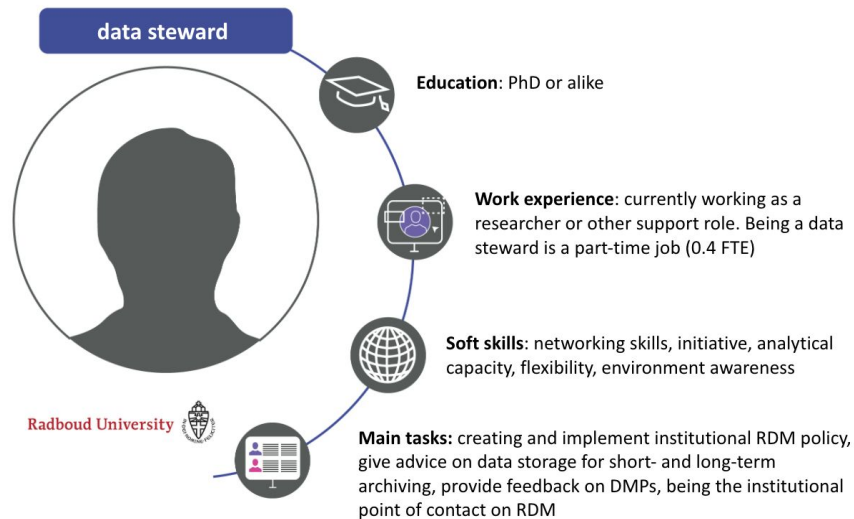 data steward
Education: PhD or alike
Work experience: currently working as a
researcher or other support role. Being a data
steward is a part-time job (0.4 FTE)
Soft skills: networking skills, initiative, analytical
capacity, flexibility, environment awareness
Radboud University
Main tasks: creating and implement institutional RDM policy,
give advice on data storage for short- and long-term
archiving, provide feedback on DMPs, being the institutional
point of contact on RDM